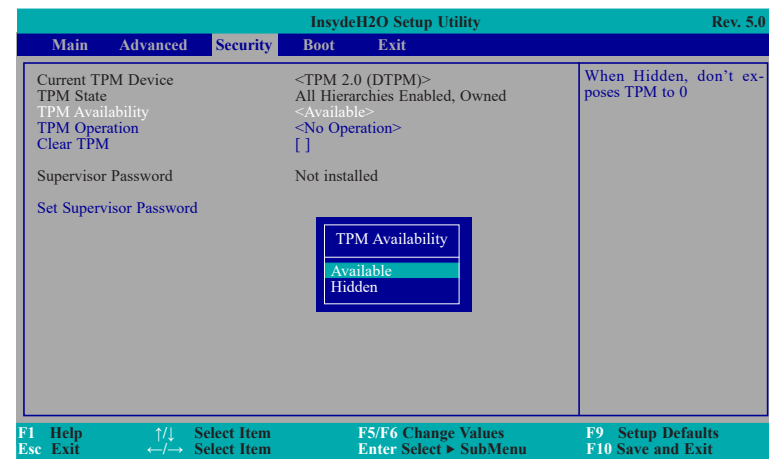 InsydeH2O Setup Utility Rev. 5.0
Main Advanced Security Boot Exit
Current TPM Device <TPM 2.0 (DTPM)>
TPM State All Hierarchies Enabled, Owned
TPM Availability <Available>
TPM Operation <No Operation>
Clear TPM [ ]
Supervisor Password Not installed
Set Supervisor Password
When Hidden, don't ex-
poses TPM to 0
TPM Availability
Available
Hidden
F1 Help ↑/↓ Select Item F5/F6 Change Values F9 Setup Defaults
Esc Exit ←/→ Select Item Enter Select ▶ SubMenu F10 Save and Exit